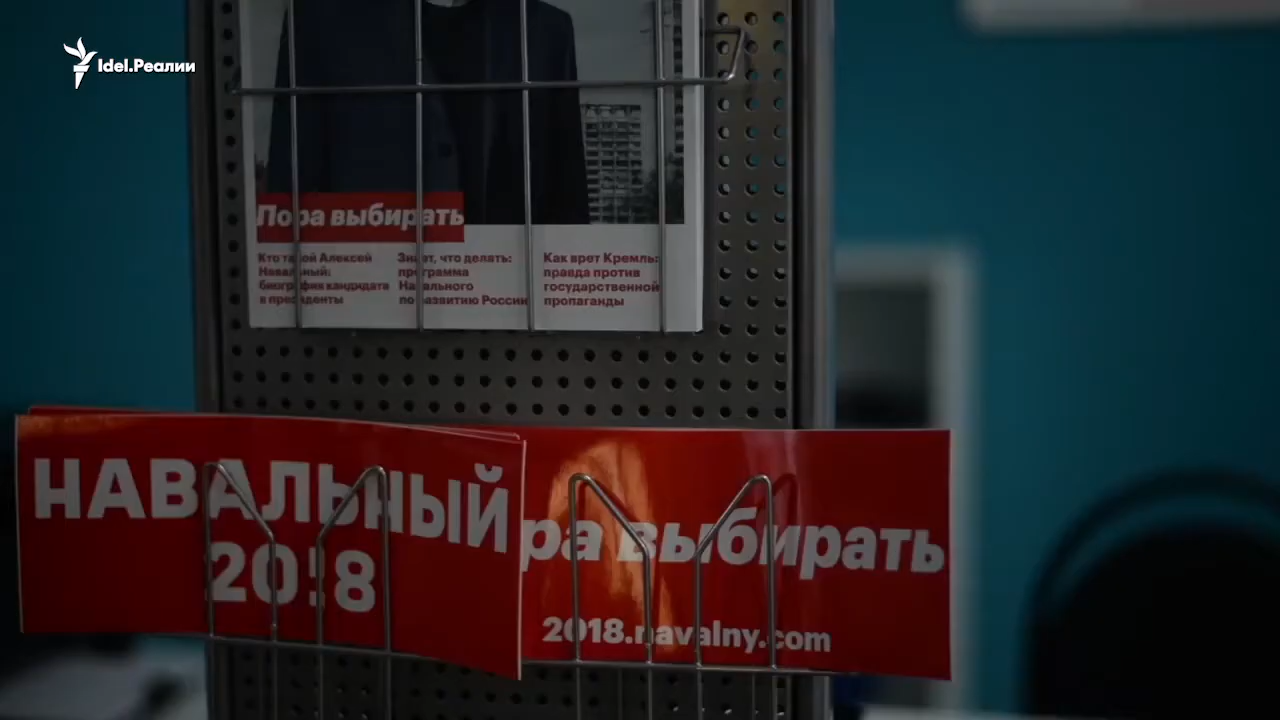 Idel.Реалии
Пора выбирать
Кто такой Алексей
Навальный:
биография кандидата
в президенты
Знает, что делать:
программа
Навального
по развитию России
Как врет Кремль:
правда против
государственной
пропаганды
НАВАЛЬНЫЙ
2018
ра выбирать
2018.navalny.com